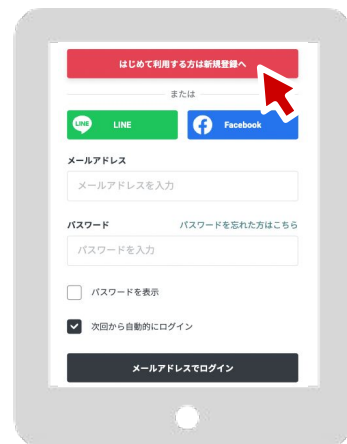 はじめて利用する方は新規登録へ
または
LINE LINE
Facebook
メールアドレス
メールアドレスを入力
パスワード パスワードを忘れた方はこちら
パスワードを入力
パスワードを表示
次回から自動的にログイン
メールアドレスでログイン